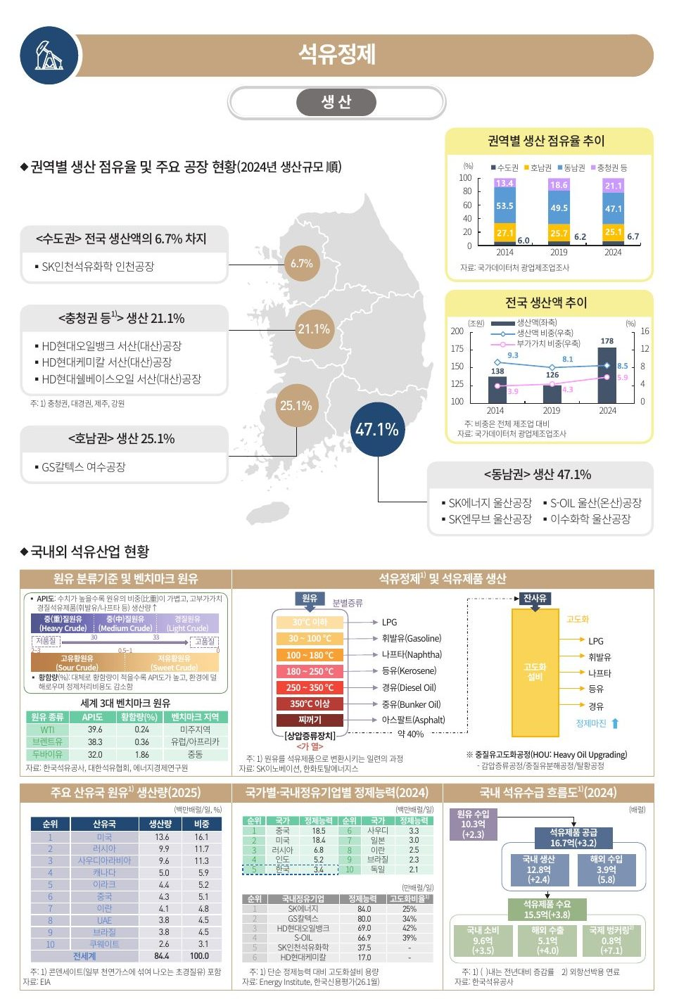 석유정제
생 산
◆권역별 생산 점유율 및 주요 공장 현황(2024년 생산규모 順)
<수도권> 전국 생산액의 6.7% 차지
▪ SK인천석유화학 인천공장
<충청권 등1)> 생산 21.1%
▪ HD현대오일뱅크 서산(대산)공장
▪ HD현대케미칼 서산(대산)공장
▪ HD현대쉘베이스오일 서산(대산)공장
주: 1) 충청권, 대경권, 제주, 강원
<호남권> 생산 25.1%
▪ GS칼텍스 여수공장
6.7%
21.1%
25.1%
47.1%
<동남권> 생산 47.1%
▪ SK에너지 울산공장 ▪ S-OIL 울산(온산)공장
▪ SK엔무브 울산공장 ▪ 이수화학 울산공장
권역별 생산 점유율 추이
(%) 수도권 호남권 동남권 충청권 등
100
80
60
40
20
0
13.4 18.6 21.1
53.5 49.5 47.1
27.1 25.7 25.1
6.0 6.2 6.7
2014 2019 2024
자료: 국가데이터처 광업제조업조사
전국 생산액 추이
(조원) (%)
생산액(좌축)
생산액 비중(우축)
부가가치 비중(우축)
200 16
175 12
150 8
125 4
100 0
9.3 8.1 8.5
138 126 178
3.9 4.3 5.9
2014 2019 2024
주: 비중은 전체 제조업 대비
자료: 국가데이터처 광업제조업조사
◆국내외 석유산업 현황
원유 분류기준 및 벤치마크 원유
▪ API도: 수치가 높을수록 원유의 비중(比重)이 가볍고, 고부가가치
경질석유제품(휘발유/나프타 등) 생산량↑
중(重)질원유 중(中)질원유 경질원유
(Heavy Crude) (Medium Crude) (Light Crude)
30 33
저품질 고품질
2~3 0.5~1 0
고유황원유 저유황원유
(Sour Crude) (Sweet Crude)
▪ 황함량(%): 대체로 황함량이 적을수록 API도가 높고, 환경에 덜
해로우며 정제처리비용도 감소함
세계 3대 벤치마크 원유
원유 종류 API도 황함량(%) 벤치마크 지역
WTI 39.6 0.24 미주지역
브렌트유 38.3 0.36 유럽/아프리카
두바이유 32.0 1.86 중동
자료: 한국석유공사, 대한석유협회, 에너지경제연구원
석유정제1) 및 석유제품 생산
원유
분별증류
30℃ 이하 LPG
30 ~ 100 ℃ 휘발유(Gasoline)
100 ~ 180 ℃ 나프타(Naphtha)
180 ~ 250 ℃ 등유(Kerosene)
250 ~ 350 ℃ 경유(Diesel Oil)
350℃ 이상 중유(Bunker Oil)
찌꺼기 아스팔트(Asphalt)
[상압증류장치]
<가 열>
약 40%
주: 1) 원유를 석유제품으로 변환시키는 일련의 과정
자료: SK이노베이션, 한화토탈에너지스
잔사유
고도화
고도화
설비
LPG
휘발유
나프타
등유
경유
정제마진
※ 중질유고도화공정(HOU: Heavy Oil Upgrading)
- 감압증류공정/중질유분해공정/탈황공정
주요 산유국 원유1) 생산량(2025)
(백만배럴/일, %)
순위 산유국 생산량 비중
1 미국 13.6 16.1
2 러시아 9.9 11.7
3 사우디아라비아 9.6 11.3
4 캐나다 5.0 5.9
5 이라크 4.4 5.2
6 중국 4.3 5.1
7 이란 4.1 4.8
8 UAE 3.8 4.5
9 브라질 3.8 4.5
10 쿠웨이트 2.6 3.1
전세계 84.4 100.0
주: 1) 콘덴세이트(일부 천연가스에 섞여 나오는 초경질유) 포함
자료: EIA
국가별·국내정유기업별 정제능력(2024)
(백만배럴/일)
순위 국가 정제능력 순위 국가 정제능력
1 중국 18.5 6 사우디 3.3
2 미국 18.4 7 일본 3.0
3 러시아 6.8 8 이란 2.5
4 인도 5.2 9 브라질 2.3
5 한국 3.4 10 독일 2.1
(만배럴/일)
순위 국내정유기업 정제능력 고도화비율1)
1 SK에너지 84.0 25%
2 GS칼텍스 80.0 34%
3 HD현대오일뱅크 69.0 42%
4 S-OIL 66.9 39%
5 SK인천석유화학 37.5 -
6 HD현대케미칼 17.0 -
주: 1) 단순 정제능력 대비 고도화설비 용량
자료: Energy Institute, 한국신용평가(26.1월)
국내 석유수급 흐름도1)(2024)
(배럴)
원유 수입
10.3억
(+2.3)
석유제품 공급
16.7억(+3.2)
국내 생산 해외 수입
12.8억 3.9억
(+2.4) (5.8)
석유제품 수요
15.5억(+3.8)
국내 소비 해외 수출 국제 벙커링2)
9.6억 5.1억 0.8억
(+3.5) (+4.0) (+7.1)
주: 1) ( )내는 전년대비 증감률 2) 외항선박용 연료
자료: 한국석유공사